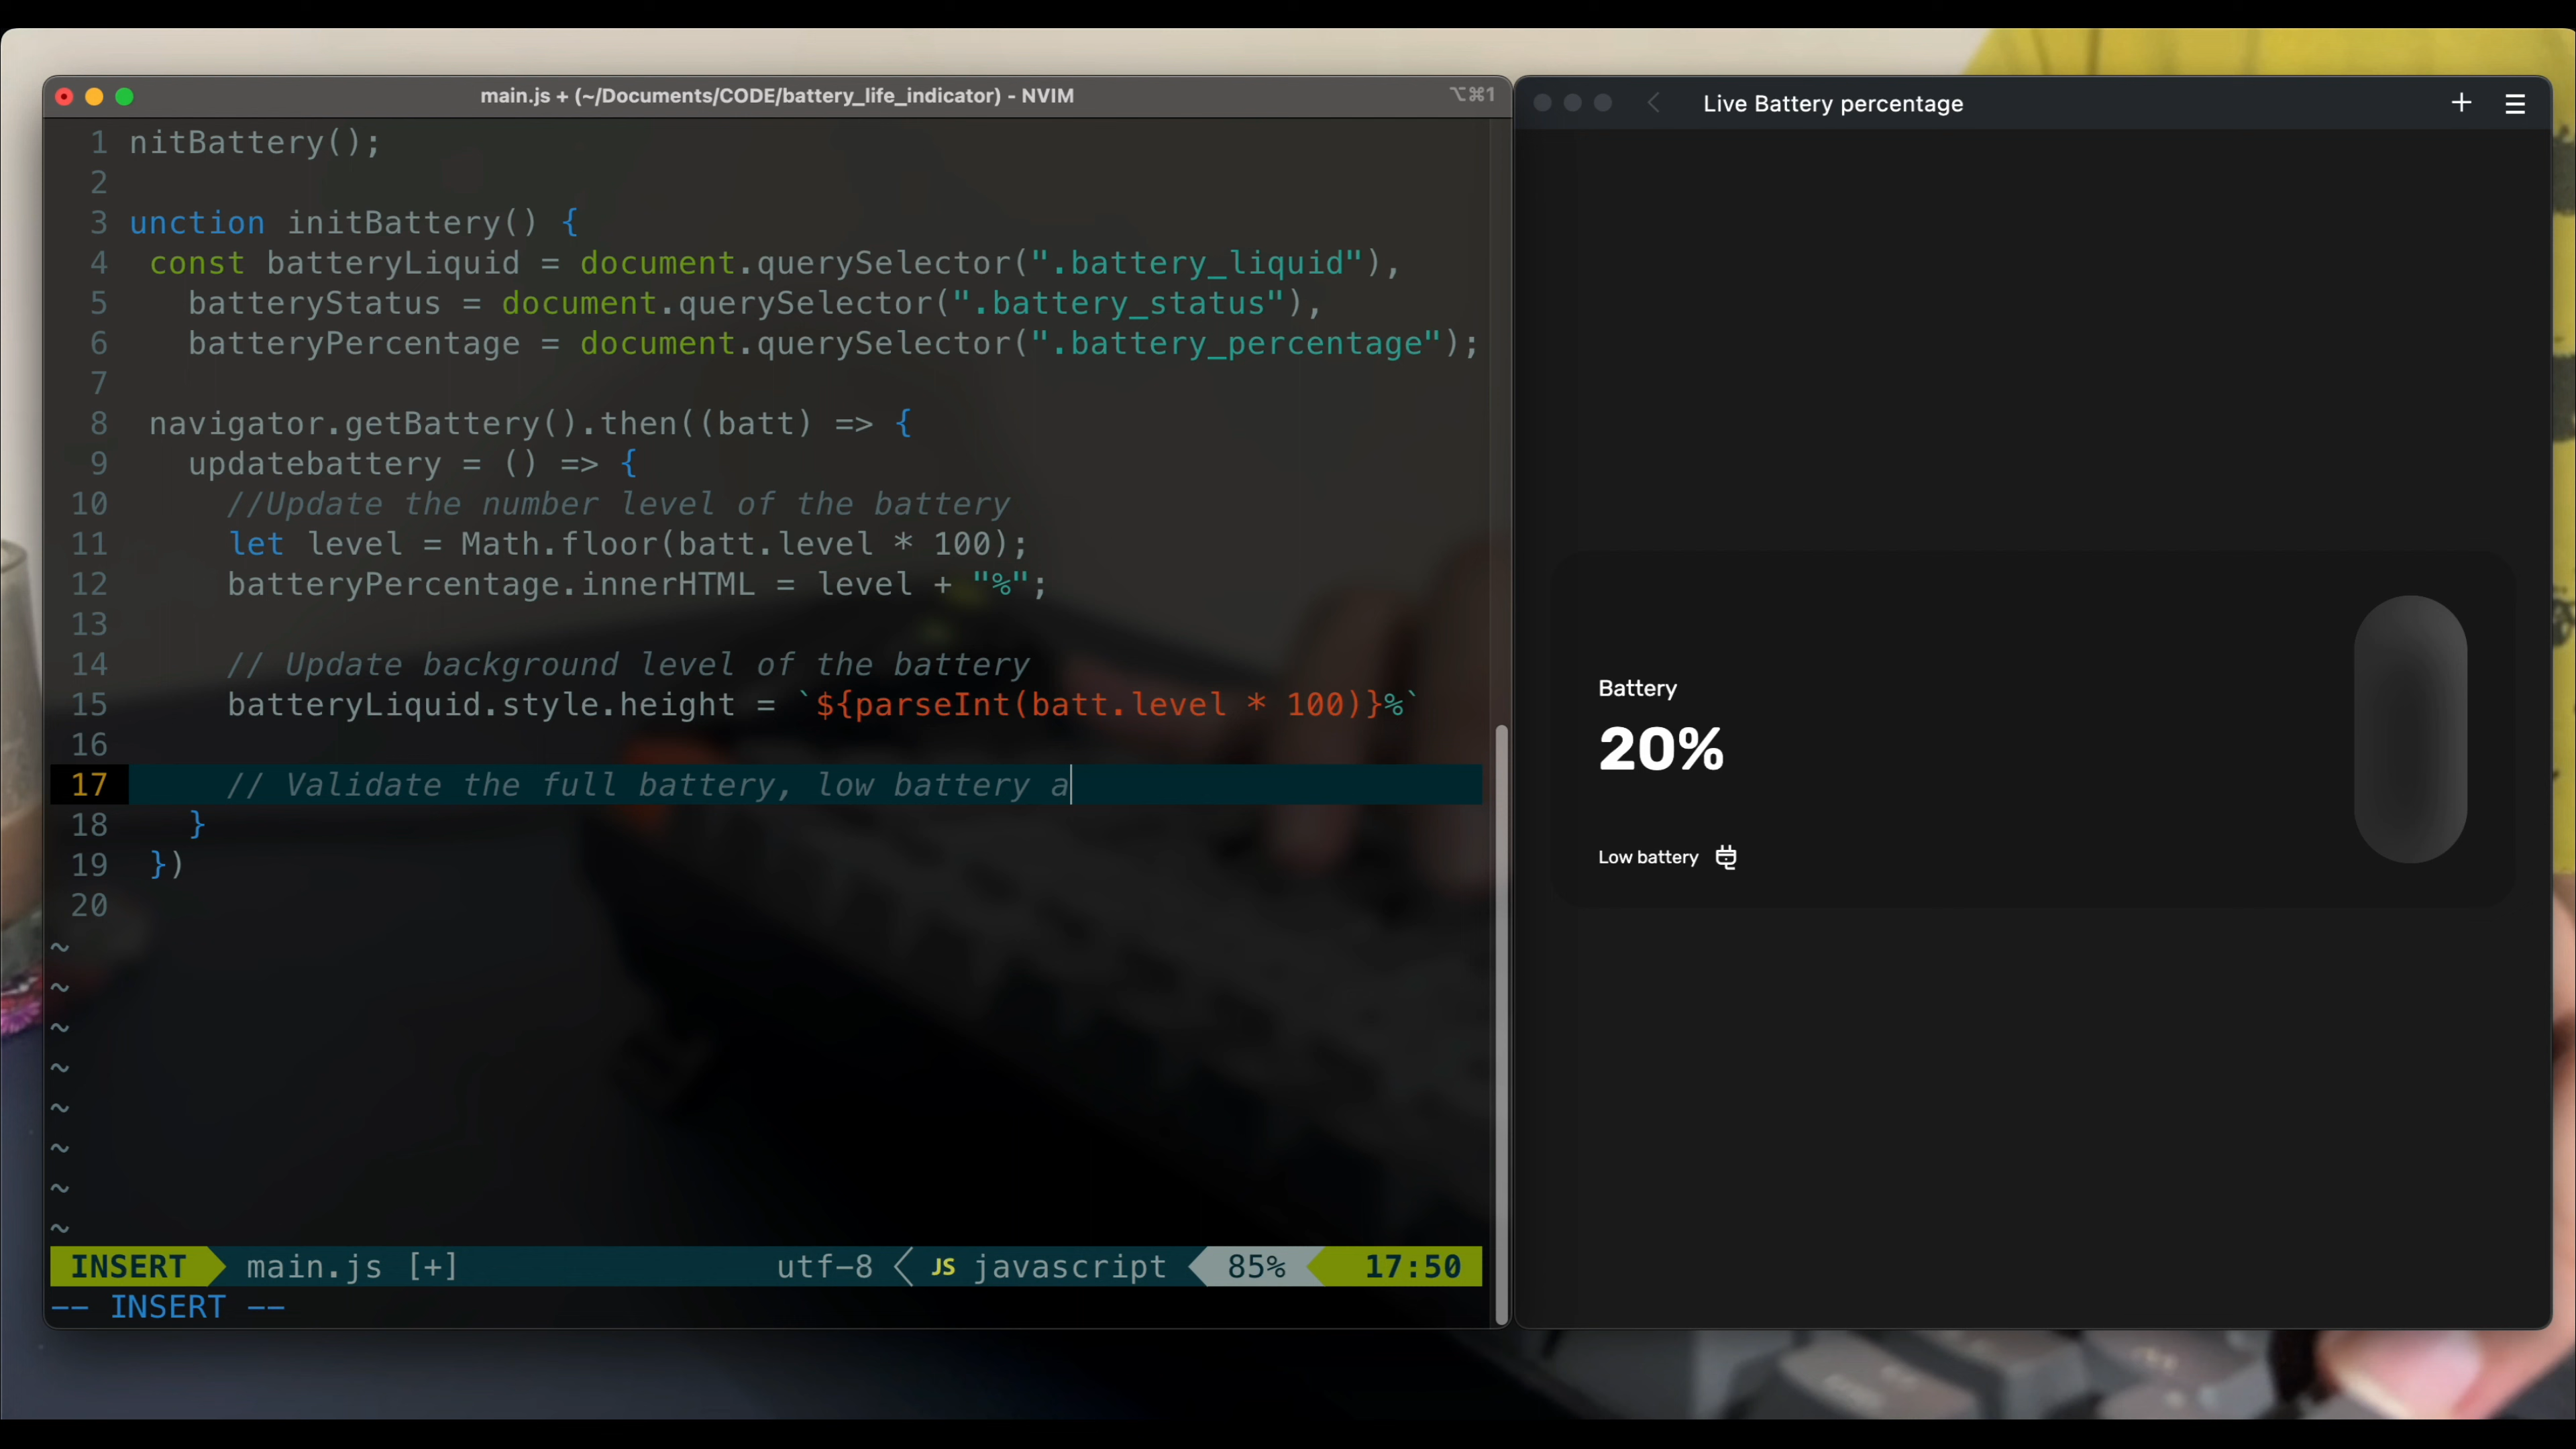 main.js + (~/Documents/CODE/battery_life_indicator) - NVIM
⌥⌘1
1 nitBattery();
2
3 unction initBattery() {
4 const batteryLiquid = document.querySelector(".battery_liquid"),
5 batteryStatus = document.querySelector(".battery_status"),
6 batteryPercentage = document.querySelector(".battery_percentage");
7
8 navigator.getBattery().then((batt) => {
9 updatebattery = () => {
10 //Update the number level of the battery
11 let level = Math.floor(batt.level * 100);
12 batteryPercentage.innerHTML = level + "%";
13
14 // Update background level of the battery
15 batteryLiquid.style.height = `${parseInt(batt.level * 100)}%`
16
17 // Validate the full battery, low battery a
18 }
19 })
20
~
~
~
~
~
~
~
~
INSERT main.js [+] utf-8 JS javascript 85% 17:50
-- INSERT --
Live Battery percentage
Battery
20%
Low battery